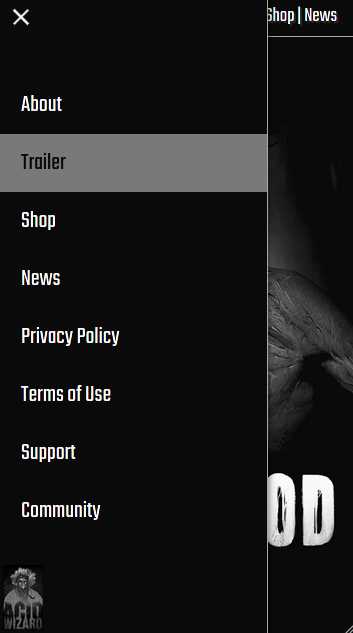 Shop | News
About
Trailer
Shop
News
Privacy Policy
Terms of Use
Support
Community
OD
ACID
WIZARD